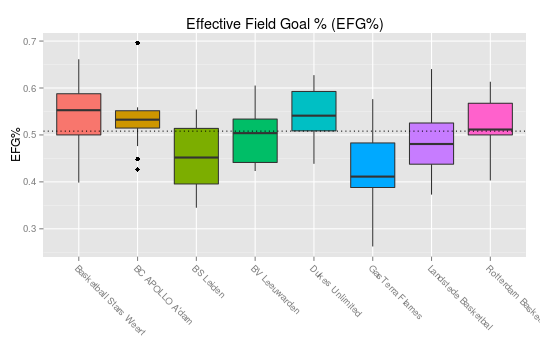 Effective Field Goal % (EFG%)
EFG%
0.7
0.6
0.5
0.4
0.3
Basketball Stars Weert
BC APOLLO A'dam
BS Leiden
BV Leeuwarden
Dukes Unlimited
GasTerra Flames
Landstede Basketbal
Rotterdam Baske